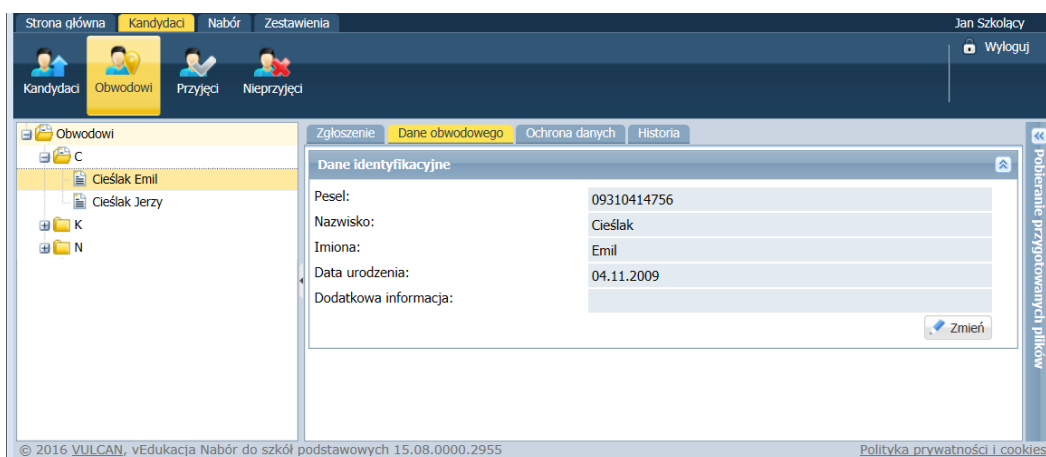 Strona główna Kandydaci Nabór Zestawienia Jan Szkolący
Wyloguj
Kandydaci Obwodowi Przyjęci Nieprzyjęci
Obwodowi
C
Cieślak Emil
Cieślak Jerzy
K
N
Zgłoszenie Dane obwodowego Ochrona danych Historia
Dane identyfikacyjne
Pesel: 09310414756
Nazwisko: Cieślak
Imiona: Emil
Data urodzenia: 04.11.2009
Dodatkowa informacja:
Zmień
Pobieranie przygotowanych plików
© 2016 VULCAN, vEdukacja Nabór do szkół podstawowych 15.08.0000.2955 Polityka prywatności i cookies